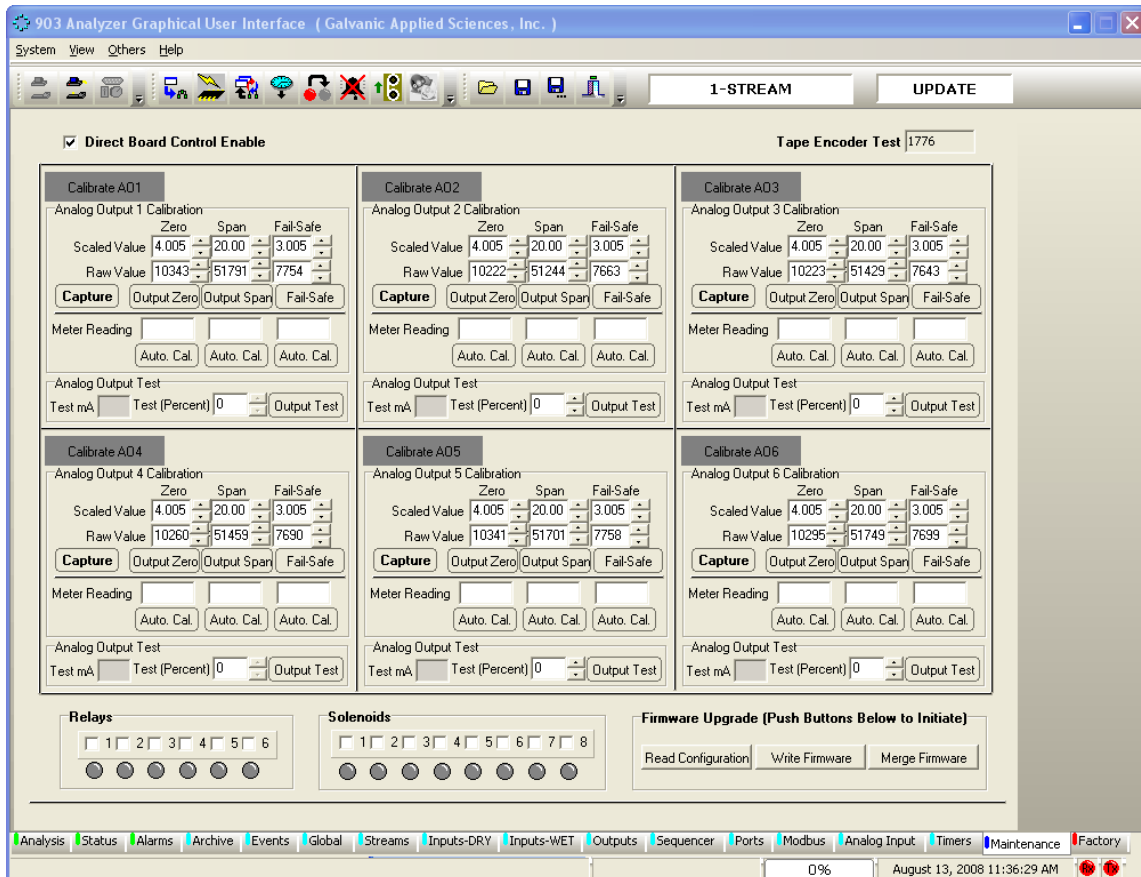 903 Analyzer Graphical User Interface ( Galvanic Applied Sciences, Inc. )
System View Others Help
1-STREAM UPDATE
Direct Board Control Enable Tape Encoder Test 1776
Calibrate AO1 Calibrate AO2 Calibrate AO3
Analog Output 1 Calibration Analog Output 2 Calibration Analog Output 3 Calibration
Zero Span Fail-Safe Zero Span Fail-Safe Zero Span Fail-Safe
Scaled Value 4.005 20.00 3.005 Scaled Value 4.005 20.00 3.005 Scaled Value 4.005 20.00 3.005
Raw Value 10343 51791 7754 Raw Value 10222 51244 7663 Raw Value 10223 51429 7643
Capture Output Zero Output Span Fail-Safe Capture Output Zero Output Span Fail-Safe Capture Output Zero Output Span Fail-Safe
Meter Reading Meter Reading Meter Reading
Auto. Cal. Auto. Cal. Auto. Cal. Auto. Cal. Auto. Cal. Auto. Cal. Auto. Cal. Auto. Cal. Auto. Cal.
Analog Output Test Analog Output Test Analog Output Test
Test mA Test (Percent) 0 Output Test Test mA Test (Percent) 0 Output Test Test mA Test (Percent) 0 Output Test
Calibrate AO4 Calibrate AO5 Calibrate AO6
Analog Output 4 Calibration Analog Output 5 Calibration Analog Output 6 Calibration
Zero Span Fail-Safe Zero Span Fail-Safe Zero Span Fail-Safe
Scaled Value 4.005 20.00 3.005 Scaled Value 4.005 20.00 3.005 Scaled Value 4.005 20.00 3.005
Raw Value 10260 51459 7690 Raw Value 10341 51701 7758 Raw Value 10295 51749 7699
Capture Output Zero Output Span Fail-Safe Capture Output Zero Output Span Fail-Safe Capture Output Zero Output Span Fail-Safe
Meter Reading Meter Reading Meter Reading
Auto. Cal. Auto. Cal. Auto. Cal. Auto. Cal. Auto. Cal. Auto. Cal. Auto. Cal. Auto. Cal. Auto. Cal.
Analog Output Test Analog Output Test Analog Output Test
Test mA Test (Percent) 0 Output Test Test mA Test (Percent) 0 Output Test Test mA Test (Percent) 0 Output Test
Relays Solenoids Firmware Upgrade (Push Buttons Below to Initiate)
1 2 3 4 5 6 1 2 3 4 5 6 7 8
Read Configuration Write Firmware Merge Firmware
Analysis Status Alarms Archive Events Global Streams Inputs-DRY Inputs-WET Outputs Sequencer Ports Modbus Analog Input Timers Maintenance Factory
0% August 13, 2008 11:36:29 AM Rx Tx